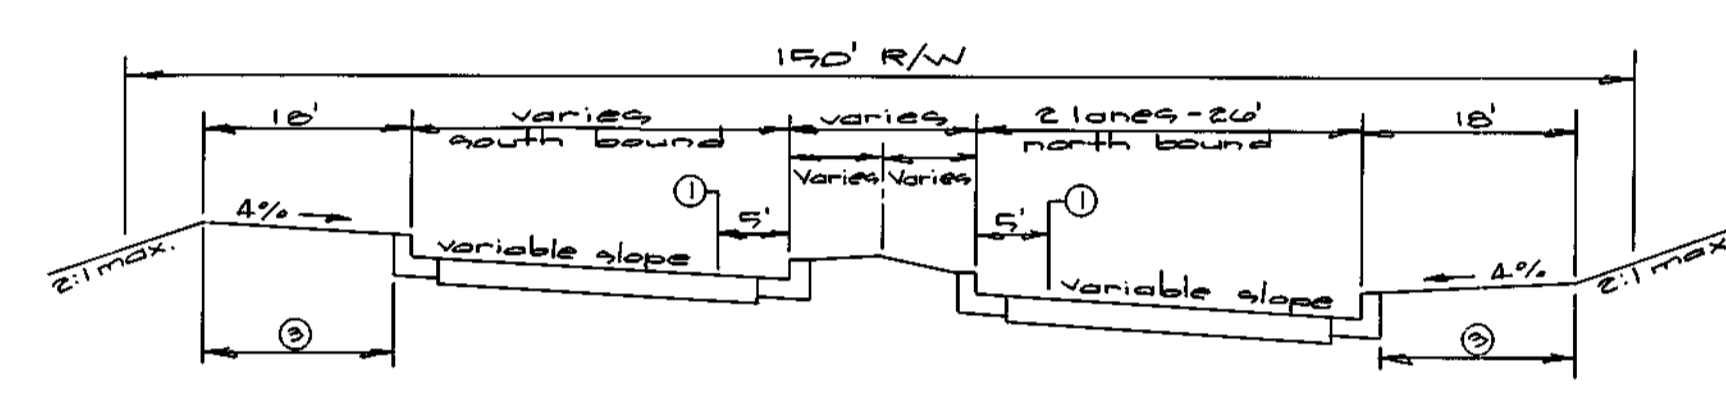 150' R/W
18' varies varies 2 lanes - 26' 18'
south bound north bound
varies varies
1 1
5' 5'
4% 4%
variable slope variable slope
2:1 max. 2:1 max
3 3